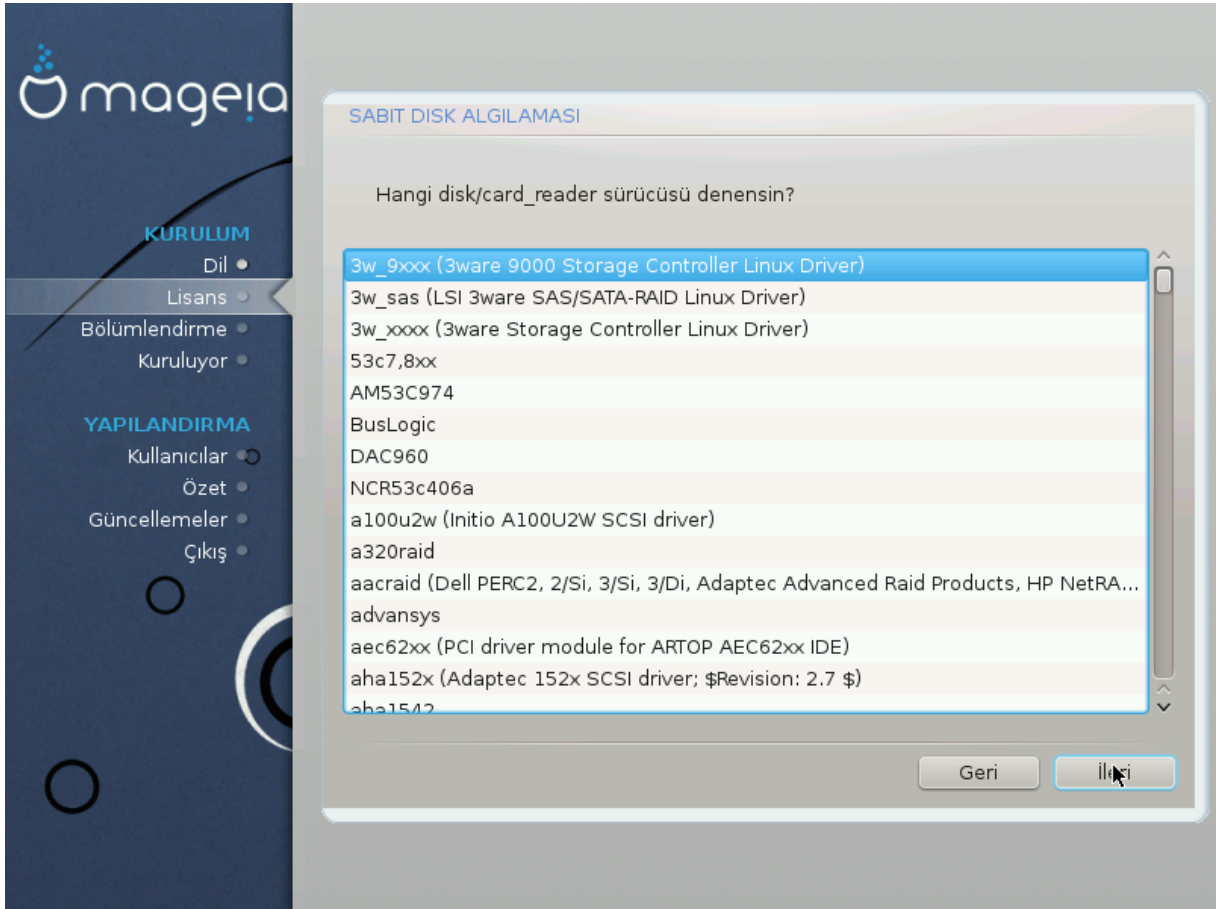 mageia
KURULUM
Dil
Lisans
Bölümlendirme
Kuruluyor
YAPILANDIRMA
Kullanıcılar
Özet
Güncellemeler
Çıkış
SABIT DISK ALGILAMASI
Hangi disk/card_reader sürücüsü denensin?
3w_9xxx (3ware 9000 Storage Controller Linux Driver)
3w_sas (LSI 3ware SAS/SATA-RAID Linux Driver)
3w_xxxx (3ware Storage Controller Linux Driver)
53c7,8xx
AM53C974
BusLogic
DAC960
NCR53c406a
a100u2w (Initio A100U2W SCSI driver)
a320raid
aacraid (Dell PERC2, 2/Si, 3/Si, 3/Di, Adaptec Advanced Raid Products, HP NetRA...
advansys
aec62xx (PCI driver module for ARTOP AEC62xx IDE)
aha152x (Adaptec 152x SCSI driver; $Revision: 2.7 $)
aha1542
Geri
İleri